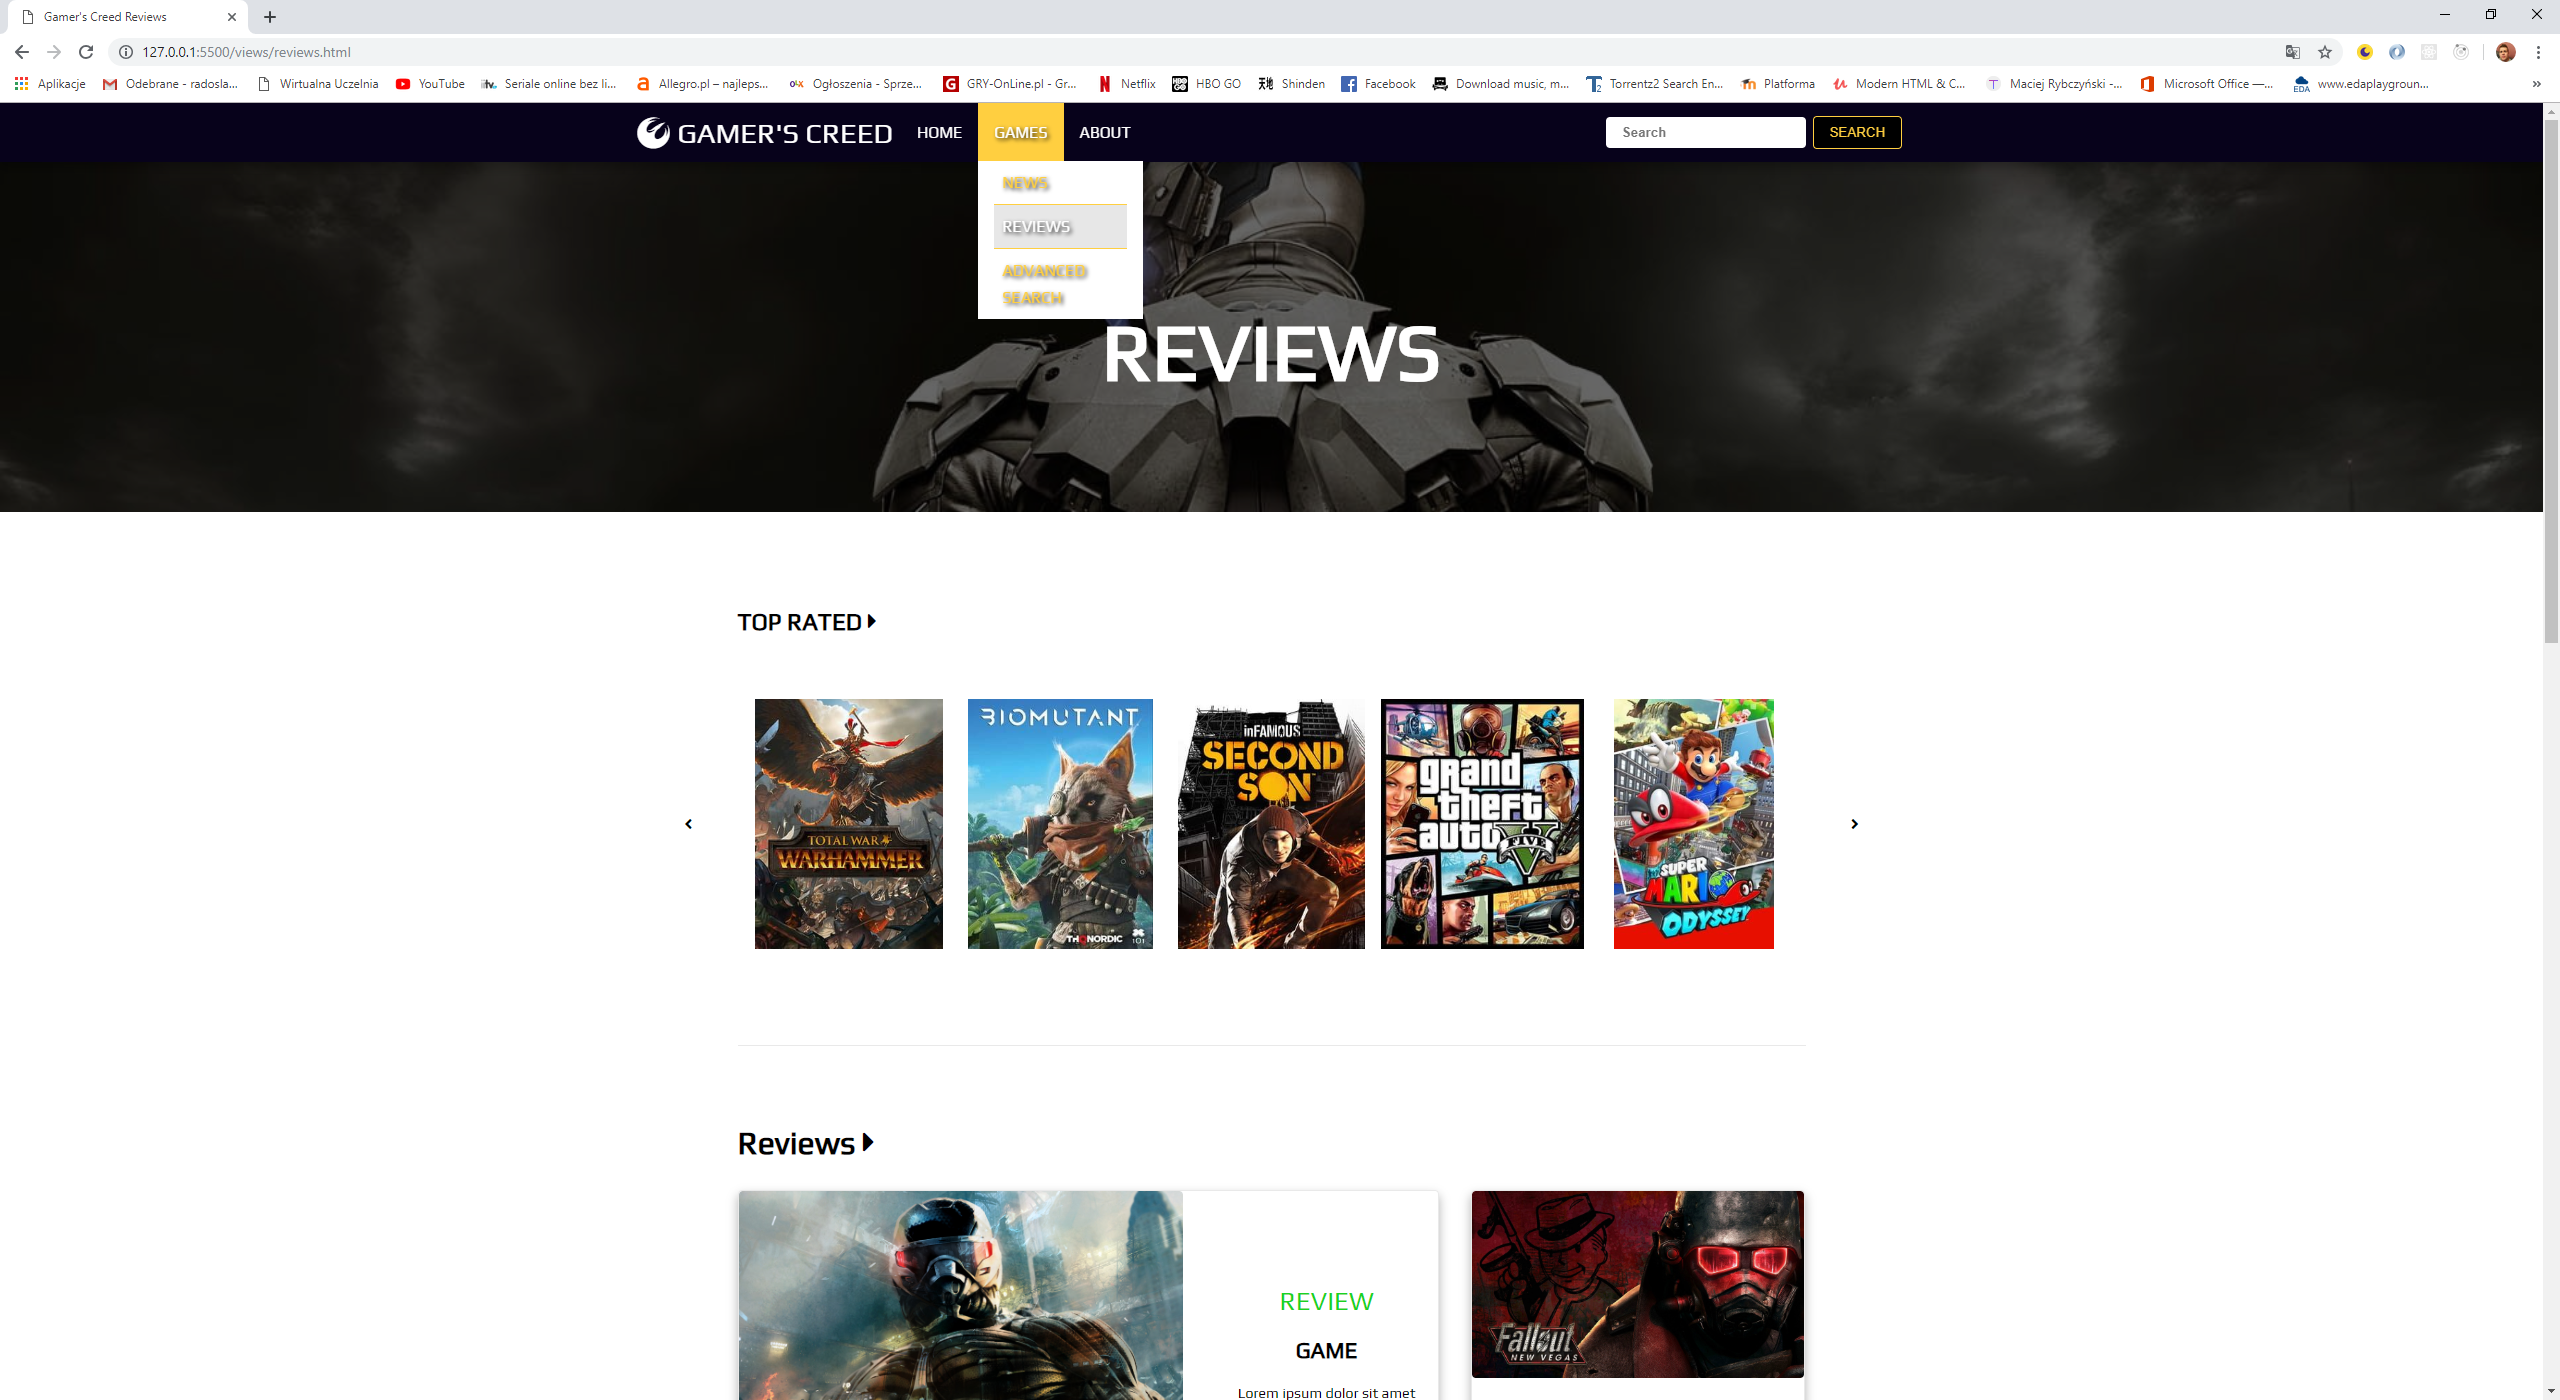 Gamer's Creed Reviews
127.0.0.1:5500/views/reviews.html
Aplikacje Odebrane - radosla... Wirtualna Uczelnia YouTube Seriale online bez li... Allegro.pl – najleps... Ogłoszenia - Sprze... GRY-OnLine.pl - Gr... Netflix HBO GO Shinden Facebook Download music, m... Torrentz2 Search En... Platforma Modern HTML & C... Maciej Rybczyński -... Microsoft Office —... www.edaplaygroun...
GAMER'S CREED HOME GAMES ABOUT Search SEARCH
NEWS
REVIEWS
ADVANCED
SEARCH
REVIEWS
TOP RATED
TOTAL WAR
WARHAMMER
BIOMUTANT
THQ NORDIC
101
inFAMOUS
SECOND
SON
grand
theft
auto
FIVE
SUPER
MARIO
ODYSSEY
Reviews
REVIEW
GAME
Lorem ipsum dolor sit amet
Fallout
NEW VEGAS